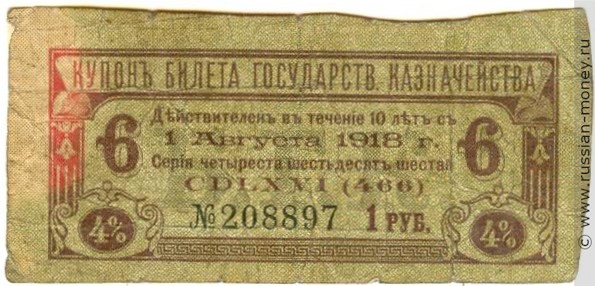 КУПОНЪ БИЛЕТА ГОСУДАРСТВ. КАЗНАЧЕЙСТВА
Дѣйствителенъ въ теченіе 10 лѣтъ съ
1 Августа 1918 г.
6 6
Серія четыреста шестьдесятъ шестая
CDLXVI (466)
№208897 1 РУБ.
4% 4%
© www.russian-money.ru